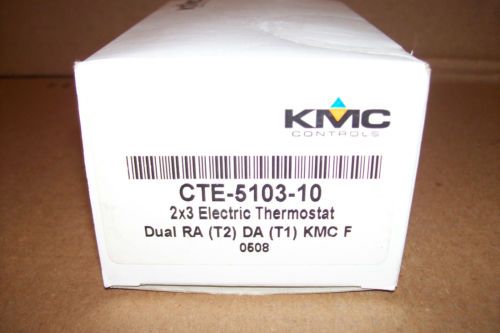 KMC
CONTROLS
CTE-5103-10
2x3 Electric Thermostat
Dual RA (T2) DA (T1) KMC F
0508